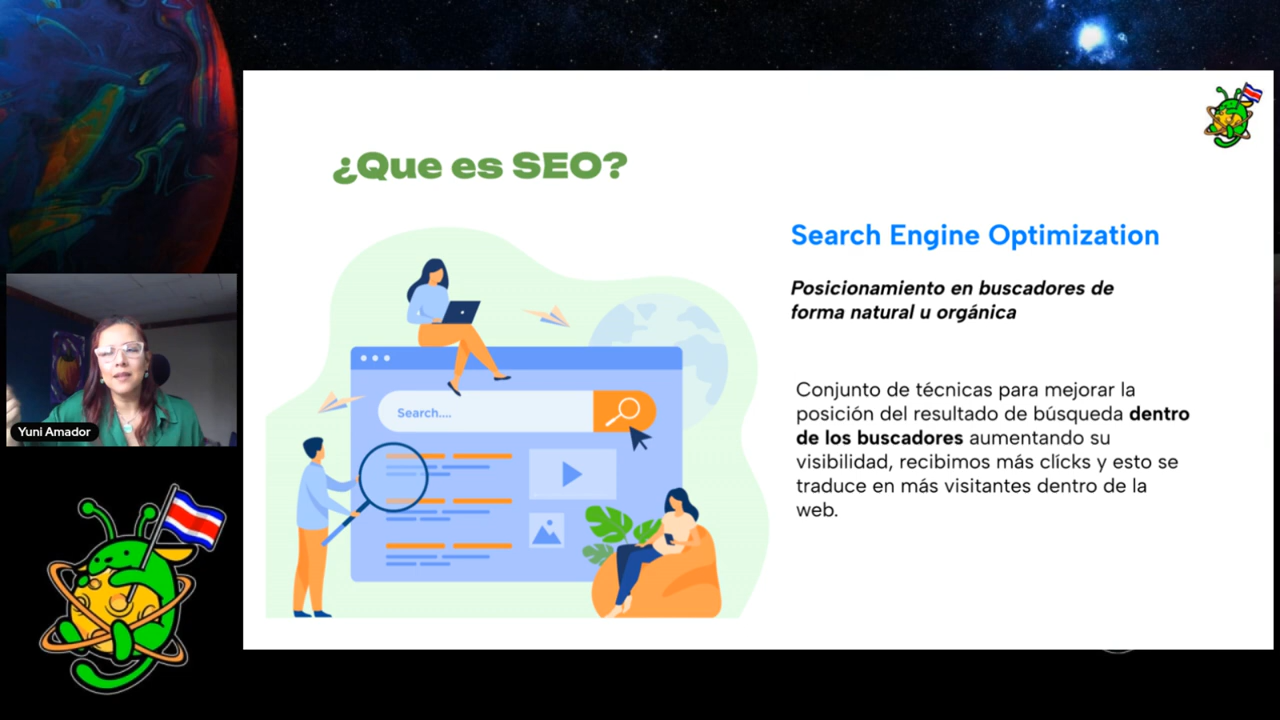 ¿Que es SEO?
Search Engine Optimization
Posicionamiento en buscadores de
forma natural u orgánica
Conjunto de técnicas para mejorar la
posición del resultado de búsqueda dentro
de los buscadores aumentando su
visibilidad, recibimos más clícks y esto se
traduce en más visitantes dentro de la
web.
Search....
Yuni Amador